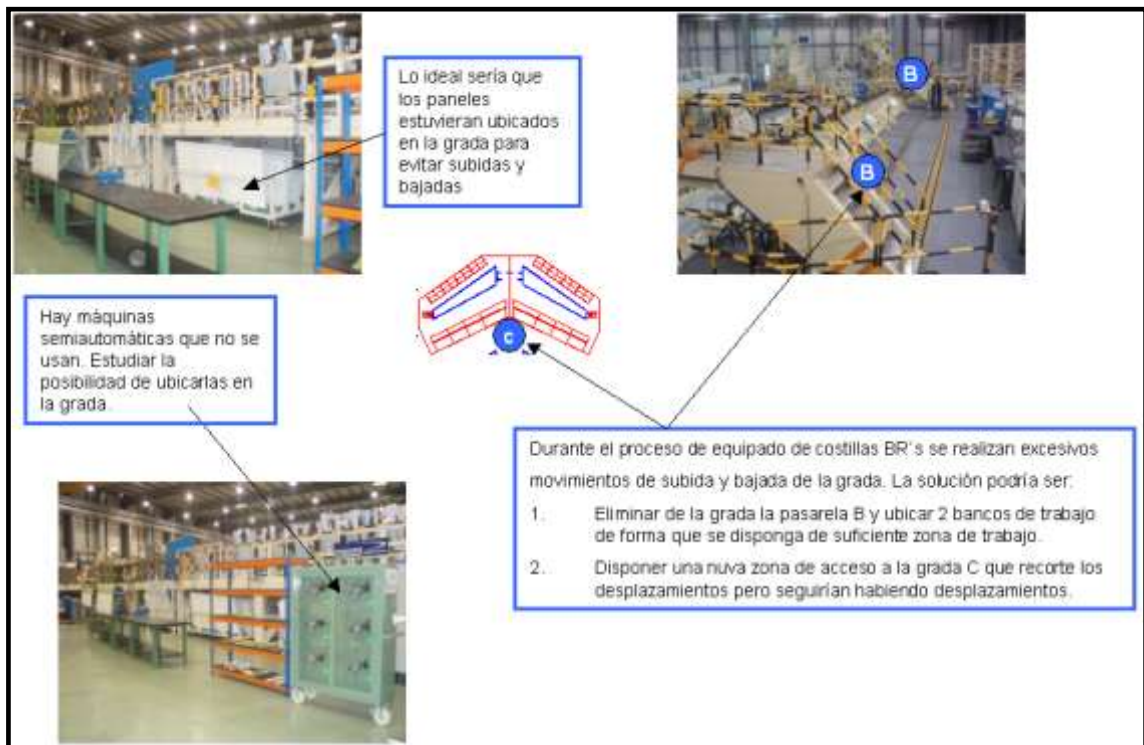 Lo ideal sería que
los paneles
estuvieran ubicados
en la grada para
evitar subidas y
bajadas
B
B
Hay máquinas
semiautomáticas que no se
usan. Estudiar la
posibilidad de ubicarlas en
la grada.
c
Durante el proceso de equipado de costillas BR's se realizan excesivos
movimientos de subida y bajada de la grada. La solución podría ser:
1. Eliminar de la grada la pasarela B y ubicar 2 bancos de trabajo
de forma que se disponga de suficiente zona de trabajo.
2. Disponer una nuva zona de acceso a la grada C que recorte los
desplazamientos pero seguirían habiendo desplazamientos.